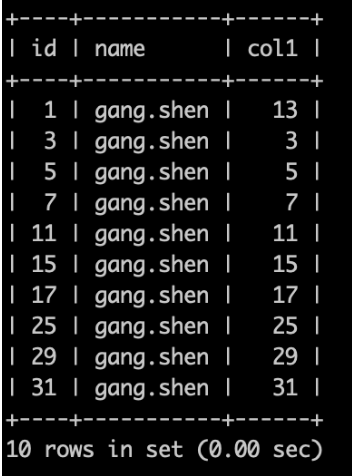 +----+-----------+------+
| id | name      | col1 |
+----+-----------+------+
|  1 | gang.shen |   13 |
|  3 | gang.shen |    3 |
|  5 | gang.shen |    5 |
|  7 | gang.shen |    7 |
| 11 | gang.shen |   11 |
| 15 | gang.shen |   15 |
| 17 | gang.shen |   17 |
| 25 | gang.shen |   25 |
| 29 | gang.shen |   29 |
| 31 | gang.shen |   31 |
+----+-----------+------+
10 rows in set (0.00 sec)